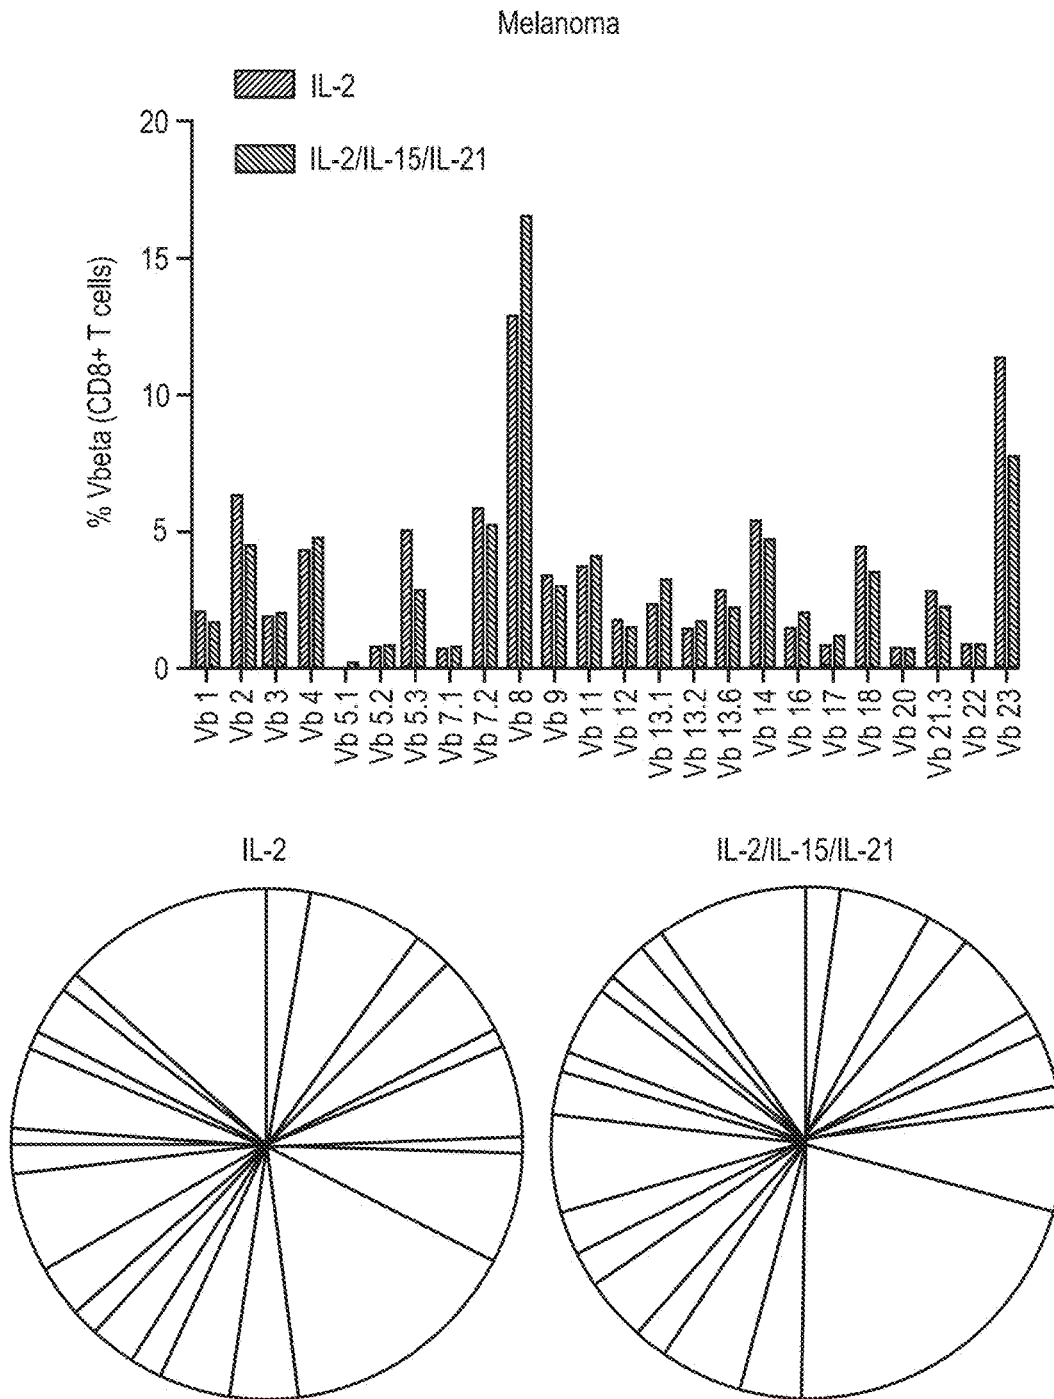 Melanoma
IL-2
IL-2/IL-15/IL-21
% Vbeta (CD8+ T cells)
20
15
10
5
0
Vb 1
Vb 2
Vb 3
Vb 4
Vb 5.1
Vb 5.2
Vb 5.3
Vb 7.1
Vb 7.2
Vb 8
Vb 9
Vb 11
Vb 12
Vb 13.1
Vb 13.2
Vb 13.6
Vb 14
Vb 16
Vb 17
Vb 18
Vb 20
Vb 21.3
Vb 22
Vb 23
IL-2
IL-2/IL-15/IL-21